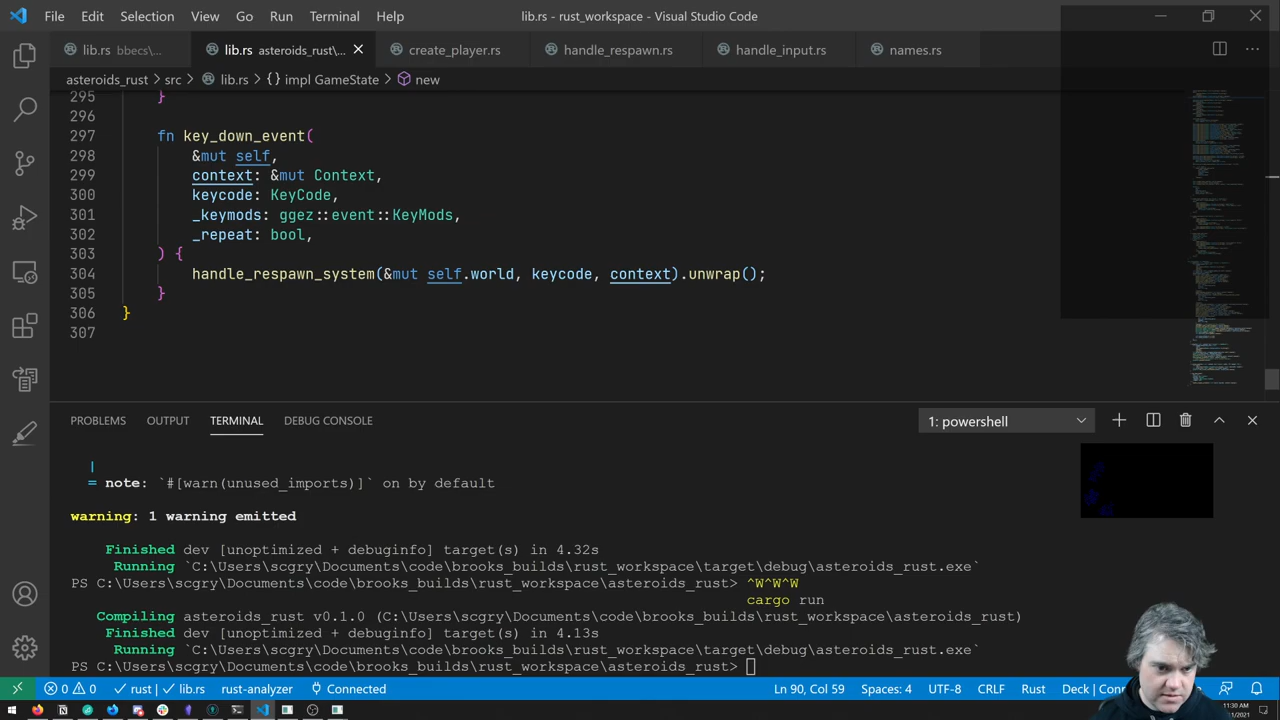 File Edit Selection View Go Run Terminal Help
lib.rs - rust_workspace - Visual Studio Code
lib.rs bbecs\... lib.rs asteroids_rust\... create_player.rs handle_respawn.rs handle_input.rs names.rs
asteroids_rust > src > lib.rs > {} impl GameState > new
295 }
296
297 fn key_down_event(
298 &mut self,
299 context: &mut Context,
300 keycode: KeyCode,
301 _keymods: ggez::event::KeyMods,
302 _repeat: bool,
303 ) {
304 handle_respawn_system(&mut self.world, keycode, context).unwrap();
305 }
306 }
307
PROBLEMS OUTPUT TERMINAL DEBUG CONSOLE 1: powershell
|
= note: `#[warn(unused_imports)]` on by default
warning: 1 warning emitted
Finished dev [unoptimized + debuginfo] target(s) in 4.32s
Running `C:\Users\scgry\Documents\code\brooks_builds\rust_workspace\target\debug\asteroids_rust.exe`
PS C:\Users\scgry\Documents\code\brooks_builds\rust_workspace\asteroids_rust> ^W^W^W
cargo run
Compiling asteroids_rust v0.1.0 (C:\Users\scgry\Documents\code\brooks_builds\rust_workspace\asteroids_rust)
Finished dev [unoptimized + debuginfo] target(s) in 4.13s
Running `C:\Users\scgry\Documents\code\brooks_builds\rust_workspace\target\debug\asteroids_rust.exe`
PS C:\Users\scgry\Documents\code\brooks_builds\rust_workspace\asteroids_rust>
0 0 rust | lib.rs rust-analyzer Connected Ln 90, Col 59 Spaces: 4 UTF-8 CRLF Rust Deck | Con
11:30 AM